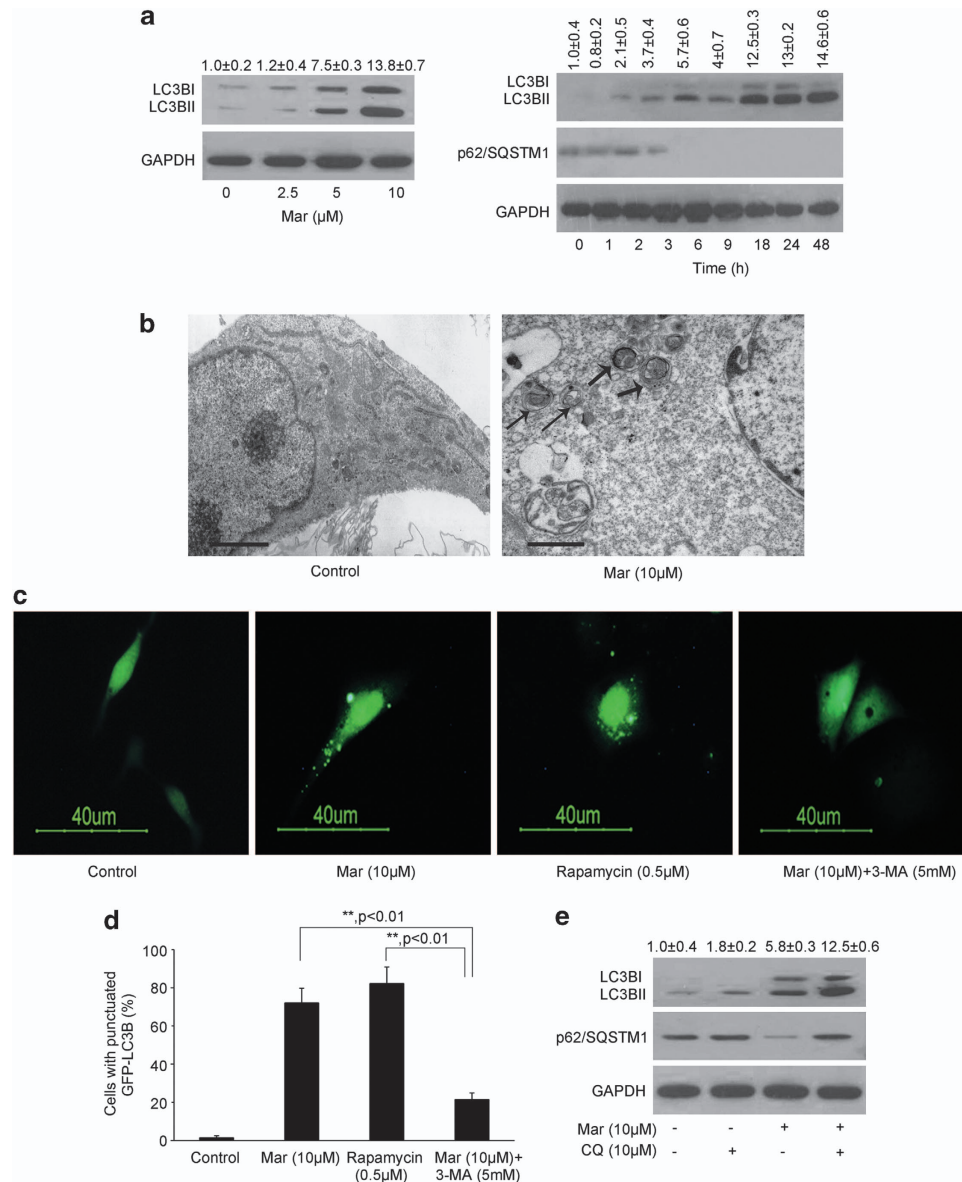 a
1.0±0.2 1.2±0.4 7.5±0.3 13.8±0.7
LC3BI
LC3BII
GAPDH
0 2.5 5 10
Mar (µM)
1.0±0.4 0.8±0.2 2.1±0.5 3.7±0.4 5.7±0.6 4±0.7 12.5±0.3 13±0.2 14.6±0.6
LC3BI
LC3BII
p62/SQSTM1
GAPDH
0 1 2 3 6 9 18 24 48
Time (h)
b
Control
Mar (10µM)
c
40um
40um
40um
40um
Control
Mar (10µM)
Rapamycin (0.5µM)
Mar (10µM)+3-MA (5mM)
d
**,p<0.01
**,p<0.01
Cells with punctuated
GFP-LC3B (%)
100
80
60
40
20
0
Control
Mar (10µM)
Rapamycin
(0.5µM)
Mar (10µM)+
3-MA (5mM)
e
1.0±0.4 1.8±0.2 5.8±0.3 12.5±0.6
LC3BI
LC3BII
p62/SQSTM1
GAPDH
Mar (10µM) - - + +
CQ (10µM) - + - +